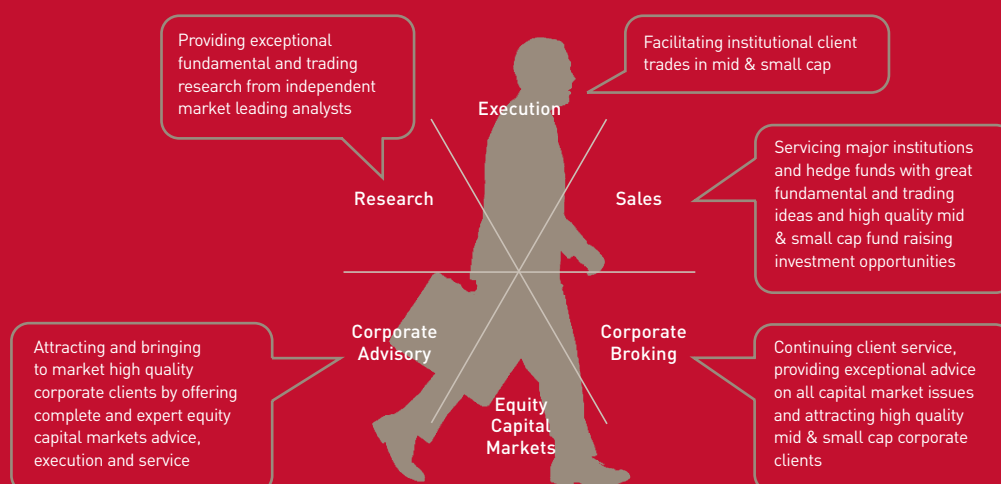 Providing exceptional
fundamental and trading
research from independent
market leading analysts
Facilitating institutional client
trades in mid & small cap
Execution
Research
Sales
Servicing major institutions
and hedge funds with great
fundamental and trading
ideas and high quality mid
& small cap fund raising
investment opportunities
Corporate
Advisory
Corporate
Broking
Attracting and bringing
to market high quality
corporate clients by offering
complete and expert equity
capital markets advice,
execution and service
Equity
Capital
Markets
Continuing client service,
providing exceptional advice
on all capital market issues
and attracting high quality
mid & small cap corporate
clients